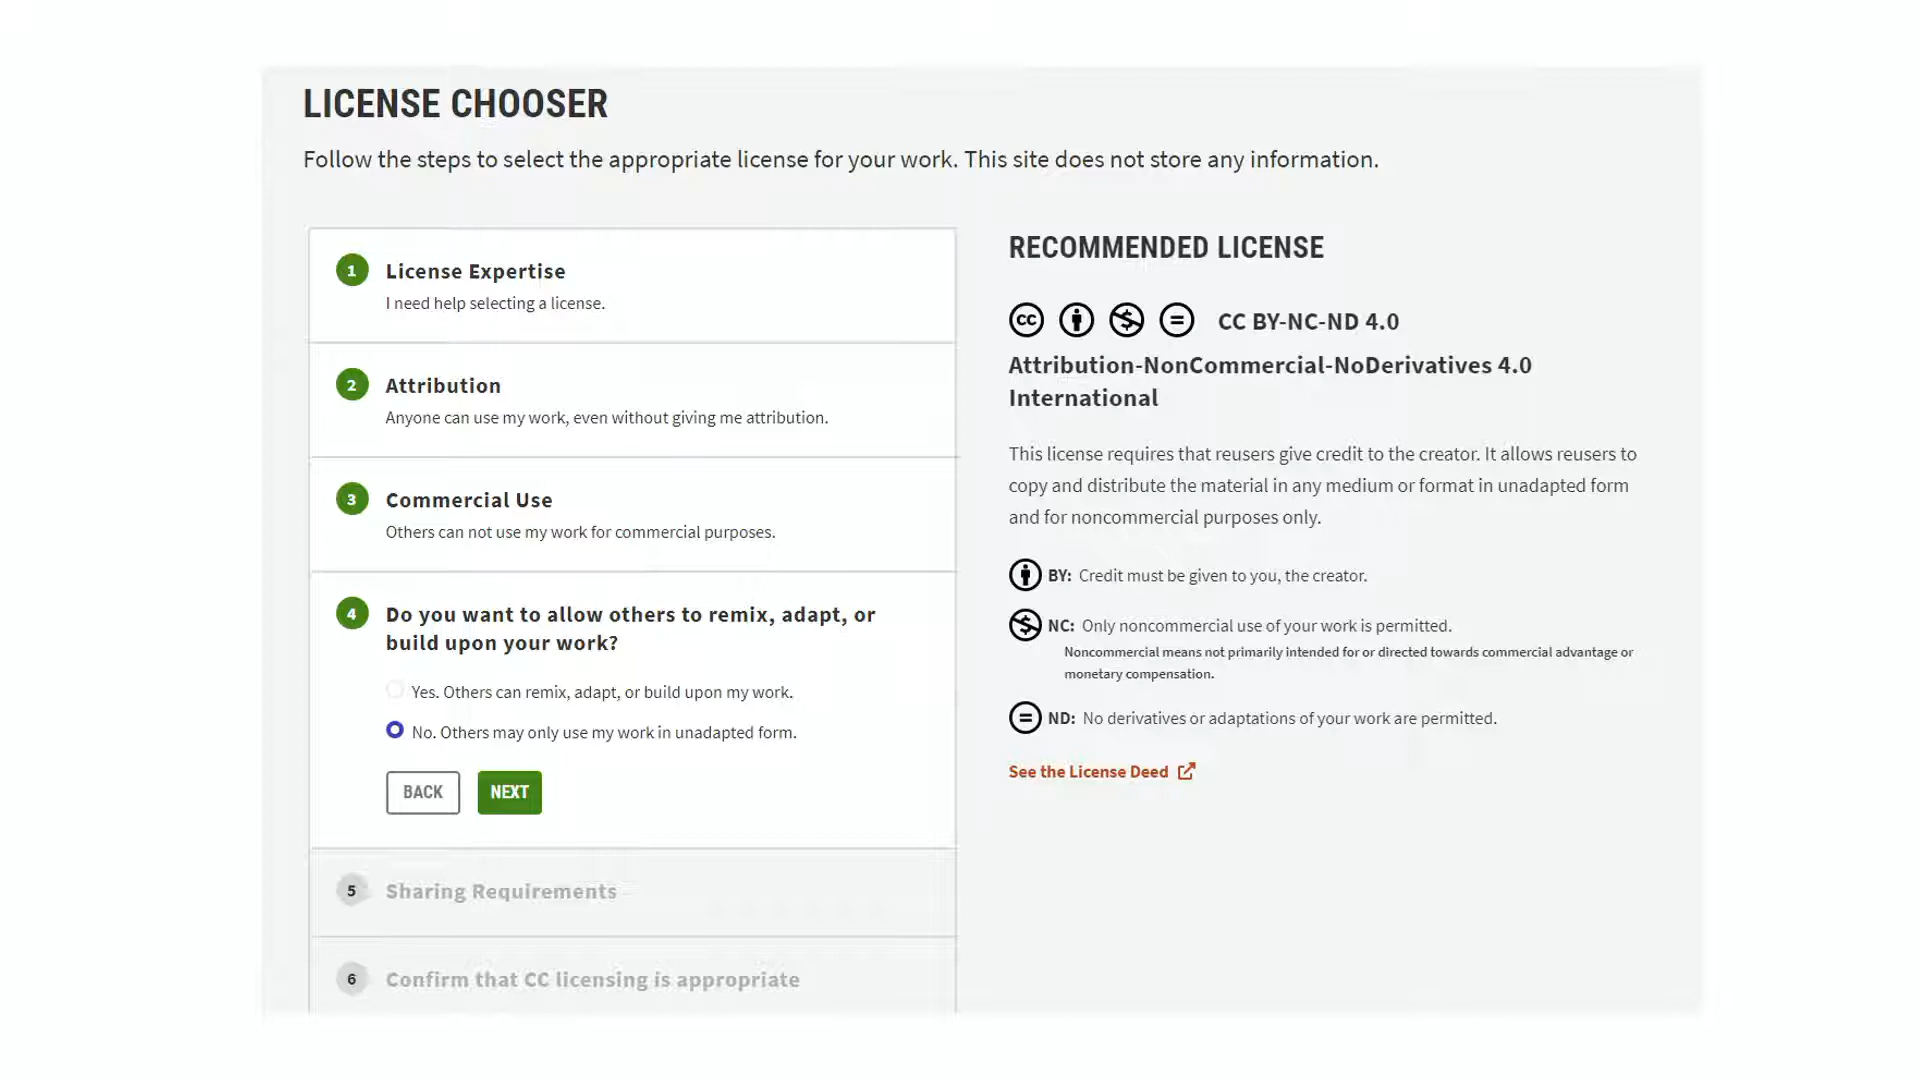 LICENSE CHOOSER
Follow the steps to select the appropriate license for your work. This site does not store any information.
1 License Expertise
I need help selecting a license.
2 Attribution
Anyone can use my work, even without giving me attribution.
3 Commercial Use
Others can not use my work for commercial purposes.
4 Do you want to allow others to remix, adapt, or
build upon your work?
Yes. Others can remix, adapt, or build upon my work.
No. Others may only use my work in unadapted form.
BACK NEXT
5 Sharing Requirements
6 Confirm that CC licensing is appropriate
RECOMMENDED LICENSE
CC BY-NC-ND 4.0
Attribution-NonCommercial-NoDerivatives 4.0
International
This license requires that reusers give credit to the creator. It allows reusers to
copy and distribute the material in any medium or format in unadapted form
and for noncommercial purposes only.
BY: Credit must be given to you, the creator.
NC: Only noncommercial use of your work is permitted.
Noncommercial means not primarily intended for or directed towards commercial advantage or
monetary compensation.
ND: No derivatives or adaptations of your work are permitted.
See the License Deed